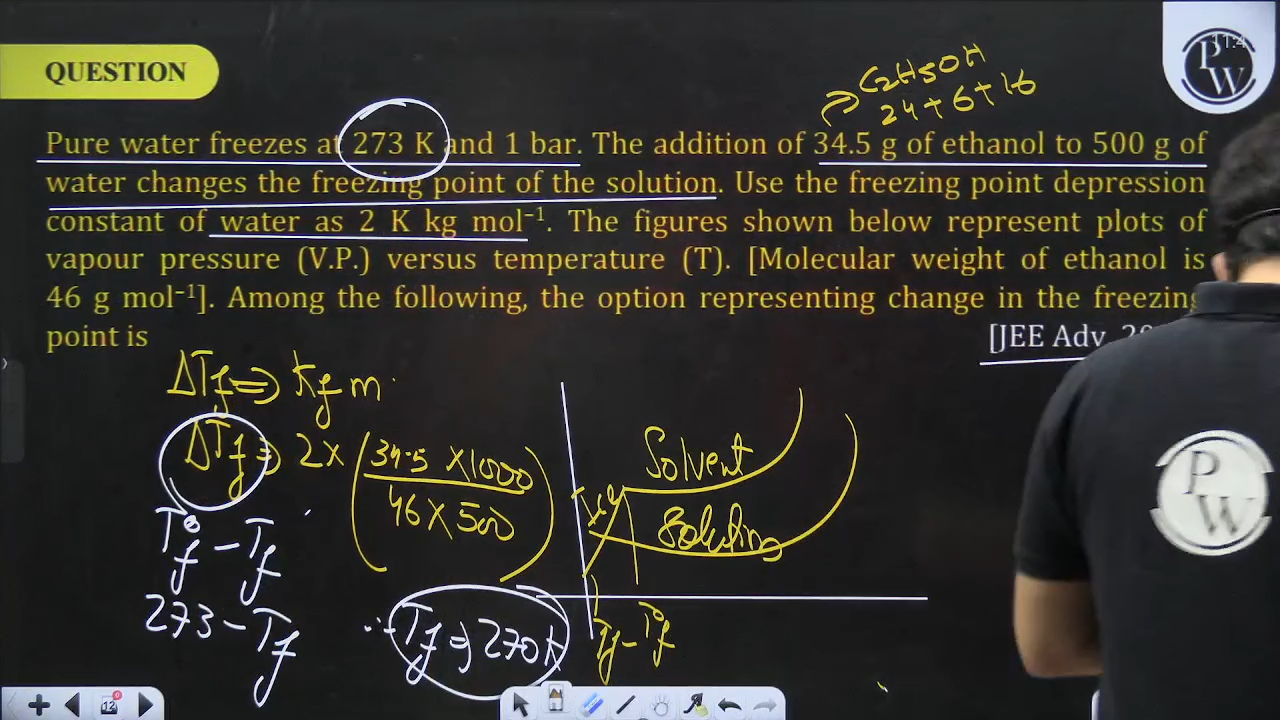 QUESTION
PW
C2H5OH
24+6+16
Pure water freezes at 273 K and 1 bar. The addition of 34.5 g of ethanol to 500 g of
water changes the freezing point of the solution. Use the freezing point depression
constant of water as 2 K kg mol⁻¹. The figures shown below represent plots of
vapour pressure (V.P.) versus temperature (T). [Molecular weight of ethanol is
46 g mol⁻¹]. Among the following, the option representing change in the freezing
point is
[JEE Adv.
ΔTf ⇒ Kf m
ΔTf ⇒ 2 × (34.5 × 1000
46 × 500)
T°f – Tf
273 – Tf
∴ Tf ⇒ 270 K
Solvent
Solution
Tf – T°f
PW
12